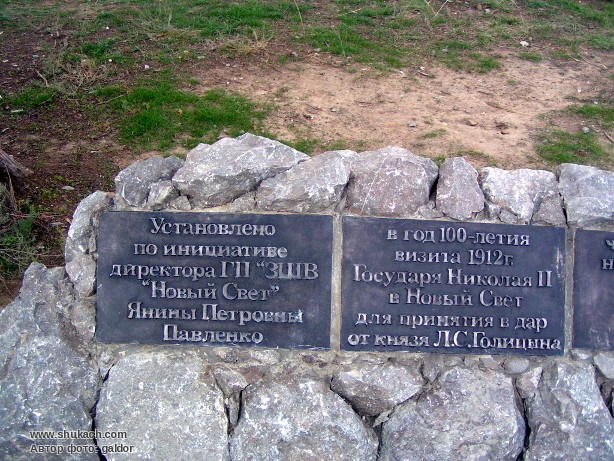 Установлено
по инициативе
директора ГП "ЗШВ
"Новый Свет"
Янины Петровны
Павленко
в год 100-летия
визита 1912г.
Государя Николая II
в Новый Свет
для принятия в дар
от князя Л.С.Голицына
www.shukach.com
Автор фото: galdor